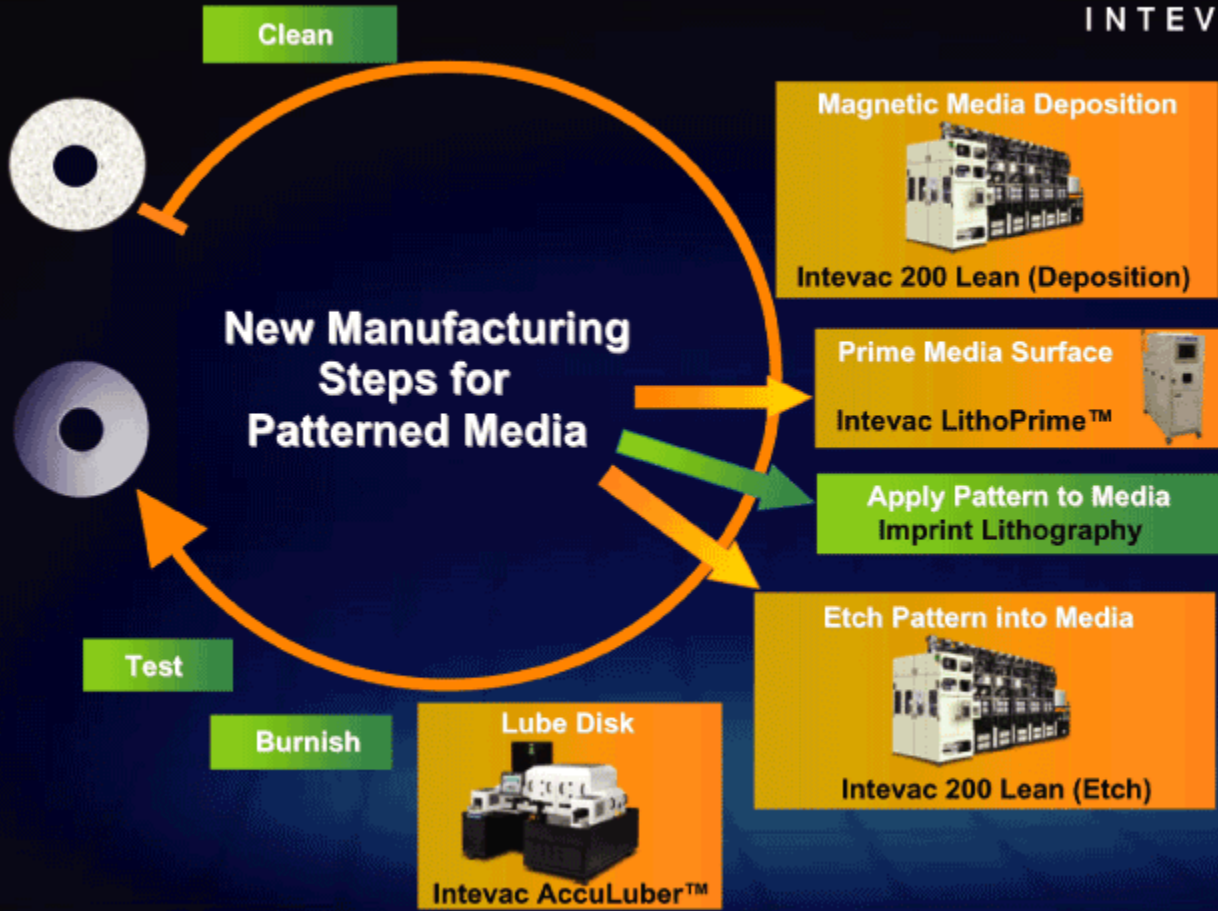 INTEV
Clean
Magnetic Media Deposition
Intevac 200 Lean (Deposition)
New Manufacturing
Steps for
Patterned Media
Prime Media Surface
Intevac LithoPrime™
Apply Pattern to Media
Imprint Lithography
Etch Pattern into Media
Intevac 200 Lean (Etch)
Test
Burnish
Lube Disk
Intevac AccuLuber™